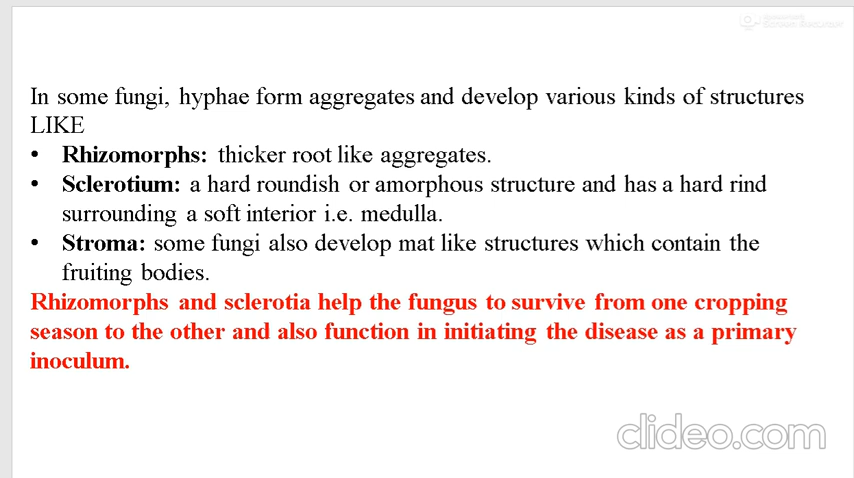 In some fungi, hyphae form aggregates and develop various kinds of structures
LIKE
• Rhizomorphs: thicker root like aggregates.
• Sclerotium: a hard roundish or amorphous structure and has a hard rind
surrounding a soft interior i.e. medulla.
• Stroma: some fungi also develop mat like structures which contain the
fruiting bodies.
Rhizomorphs and sclerotia help the fungus to survive from one cropping
season to the other and also function in initiating the disease as a primary
inoculum.
clideo.com